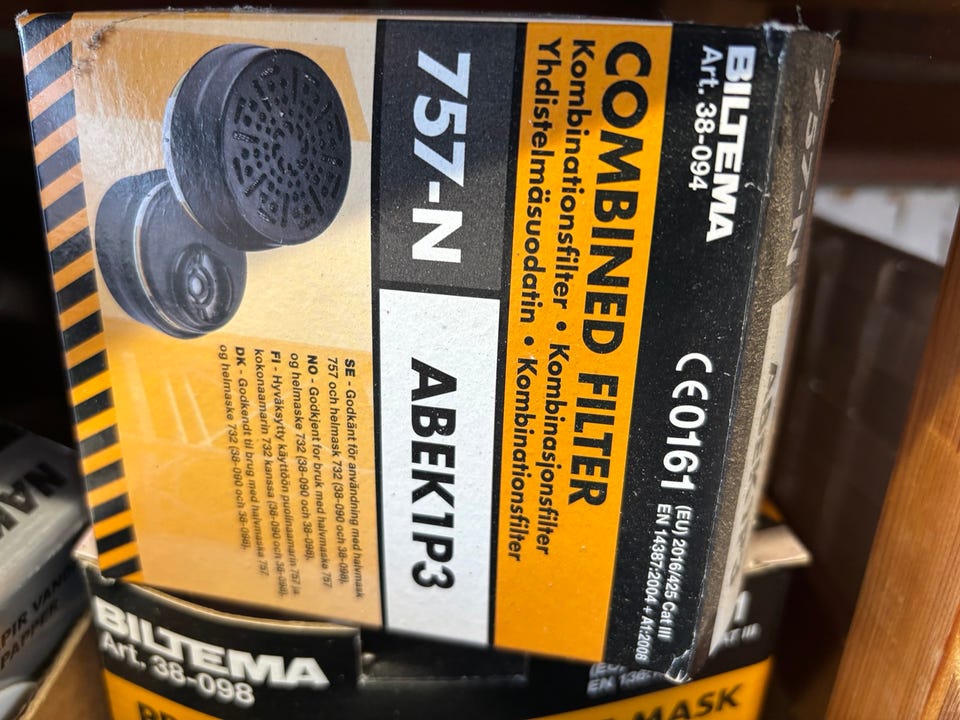 BILTEMA
Art. 38-094
CE0161
(EU) 2016/425 Cat III
EN 14387:2004 + A1:2008
COMBINED FILTER
Kombinationsfilter • Kombinasjonsfilter
Yhdistelmäsuodatin • Kombinationsfilter
757-N
ABEK1P3
SE - Godkänt för användning med halvmask
757 och helmask 732 (38-090 och 38-098).
NO - Godkjent for bruk med halvmaske 757
og helmaske 732 (38-090 och 38-098).
FI - Hyväksytty käyttöön puolinaamarin 757 ja
kokonaamarin 732 kanssa (38-090 och 38-098).
DK - Godkendt til brug med halvmaske 757
og helmaske 732 (38-090 och 38-098).
757-N
BILTEMA
Art. 38-098
MASK
PAPPER